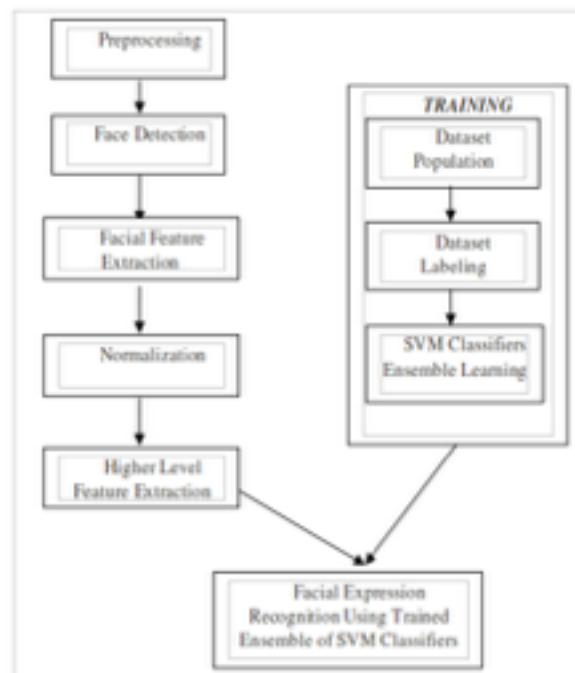 Preprocessing
Face Detection
Facial Feature
Extraction
Normalization
Higher Level
Feature Extraction
TRAINING
Dataset
Population
Dataset
Labeling
SVM Classifiers
Ensemble Learning
Facial Expression
Recognition Using Trained
Ensemble of SVM Classifiers